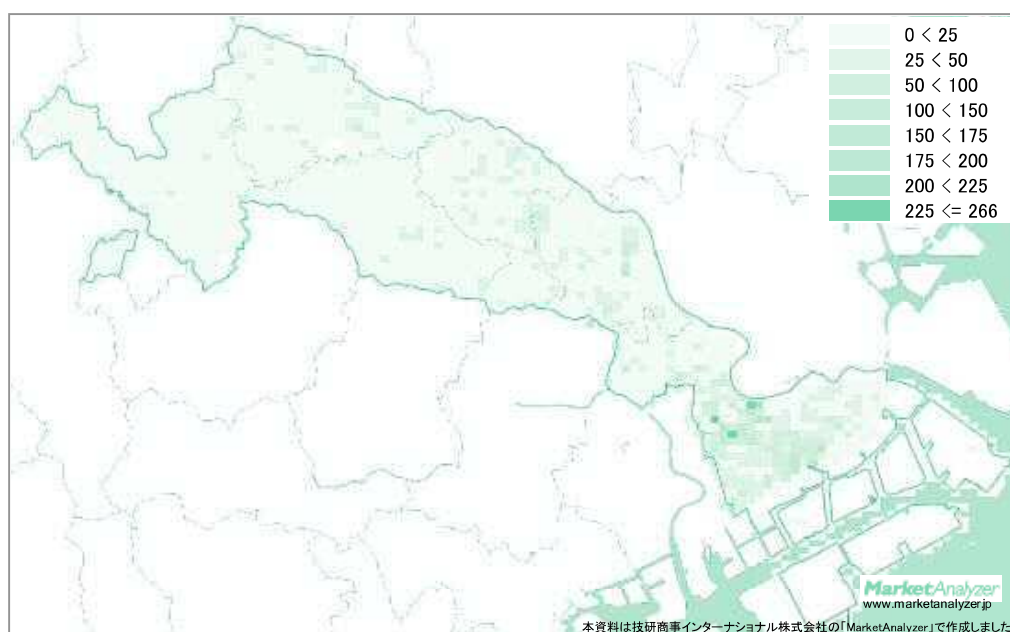 0 < 25
25 < 50
50 < 100
100 < 150
150 < 175
175 < 200
200 < 225
225 <= 266
MarketAnalyzer
www.marketanalyzer.jp
本資料は技研商事インターナショナル株式会社の「MarketAnalyzer」で作成しました